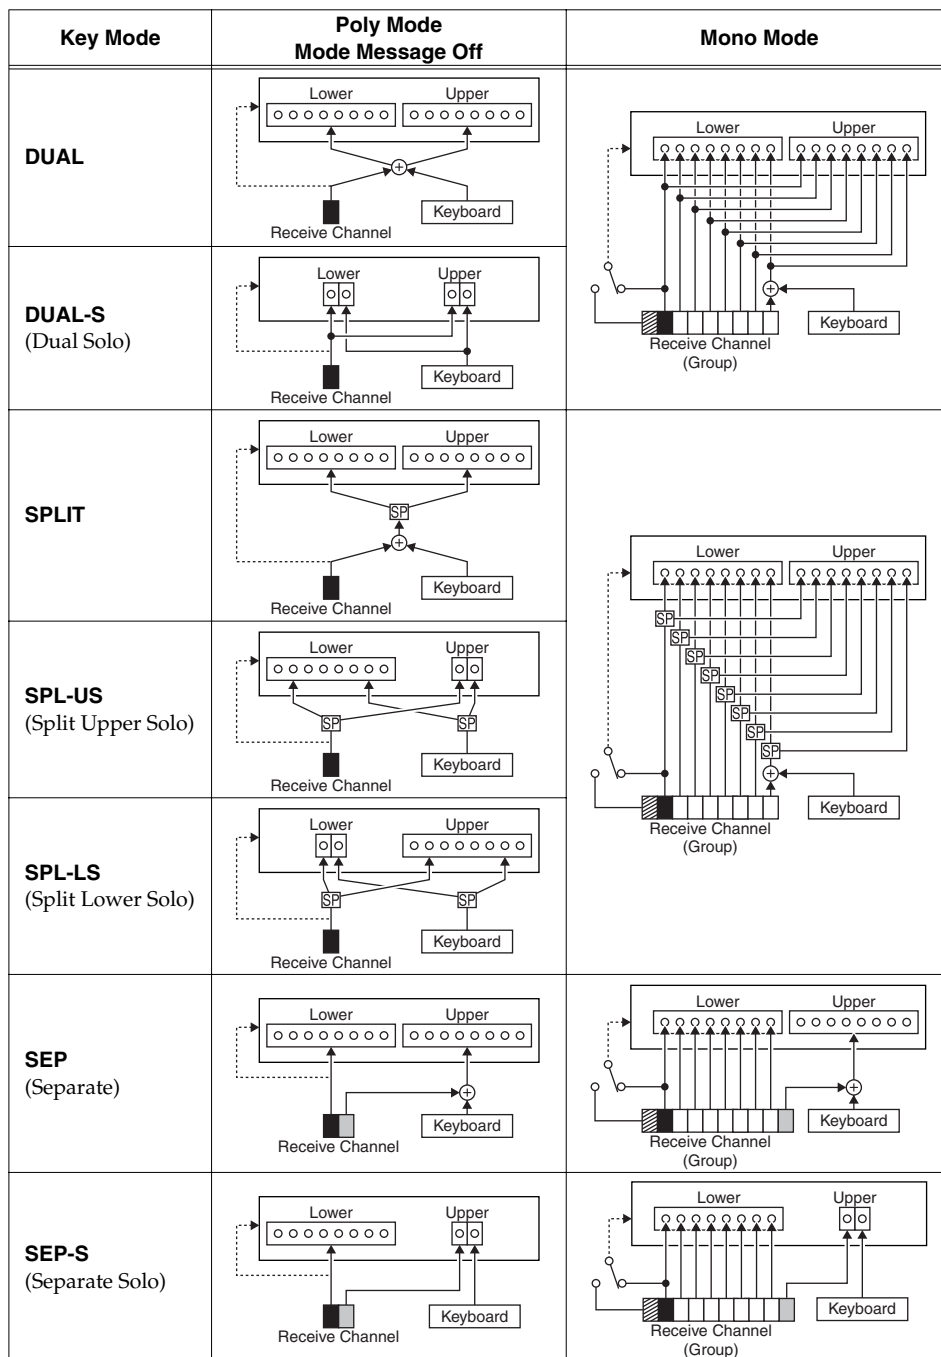 Key Mode
Poly Mode
Mode Message Off
Mono Mode
DUAL
Lower Upper
Keyboard
Receive Channel
Lower Upper
Keyboard
Receive Channel
(Group)
DUAL-S
(Dual Solo)
Lower Upper
Keyboard
Receive Channel
SPLIT
Lower Upper
SP
Keyboard
Receive Channel
Lower Upper
SP
SP
SP
SP
SP
SP
SP
SP
Keyboard
Receive Channel
(Group)
SPL-US
(Split Upper Solo)
Lower Upper
SP SP
Keyboard
Receive Channel
SPL-LS
(Split Lower Solo)
Lower Upper
SP SP
Keyboard
Receive Channel
SEP
(Separate)
Lower Upper
Keyboard
Receive Channel
Lower Upper
Keyboard
Receive Channel
(Group)
SEP-S
(Separate Solo)
Lower Upper
Keyboard
Receive Channel
Lower Upper
Keyboard
Receive Channel
(Group)